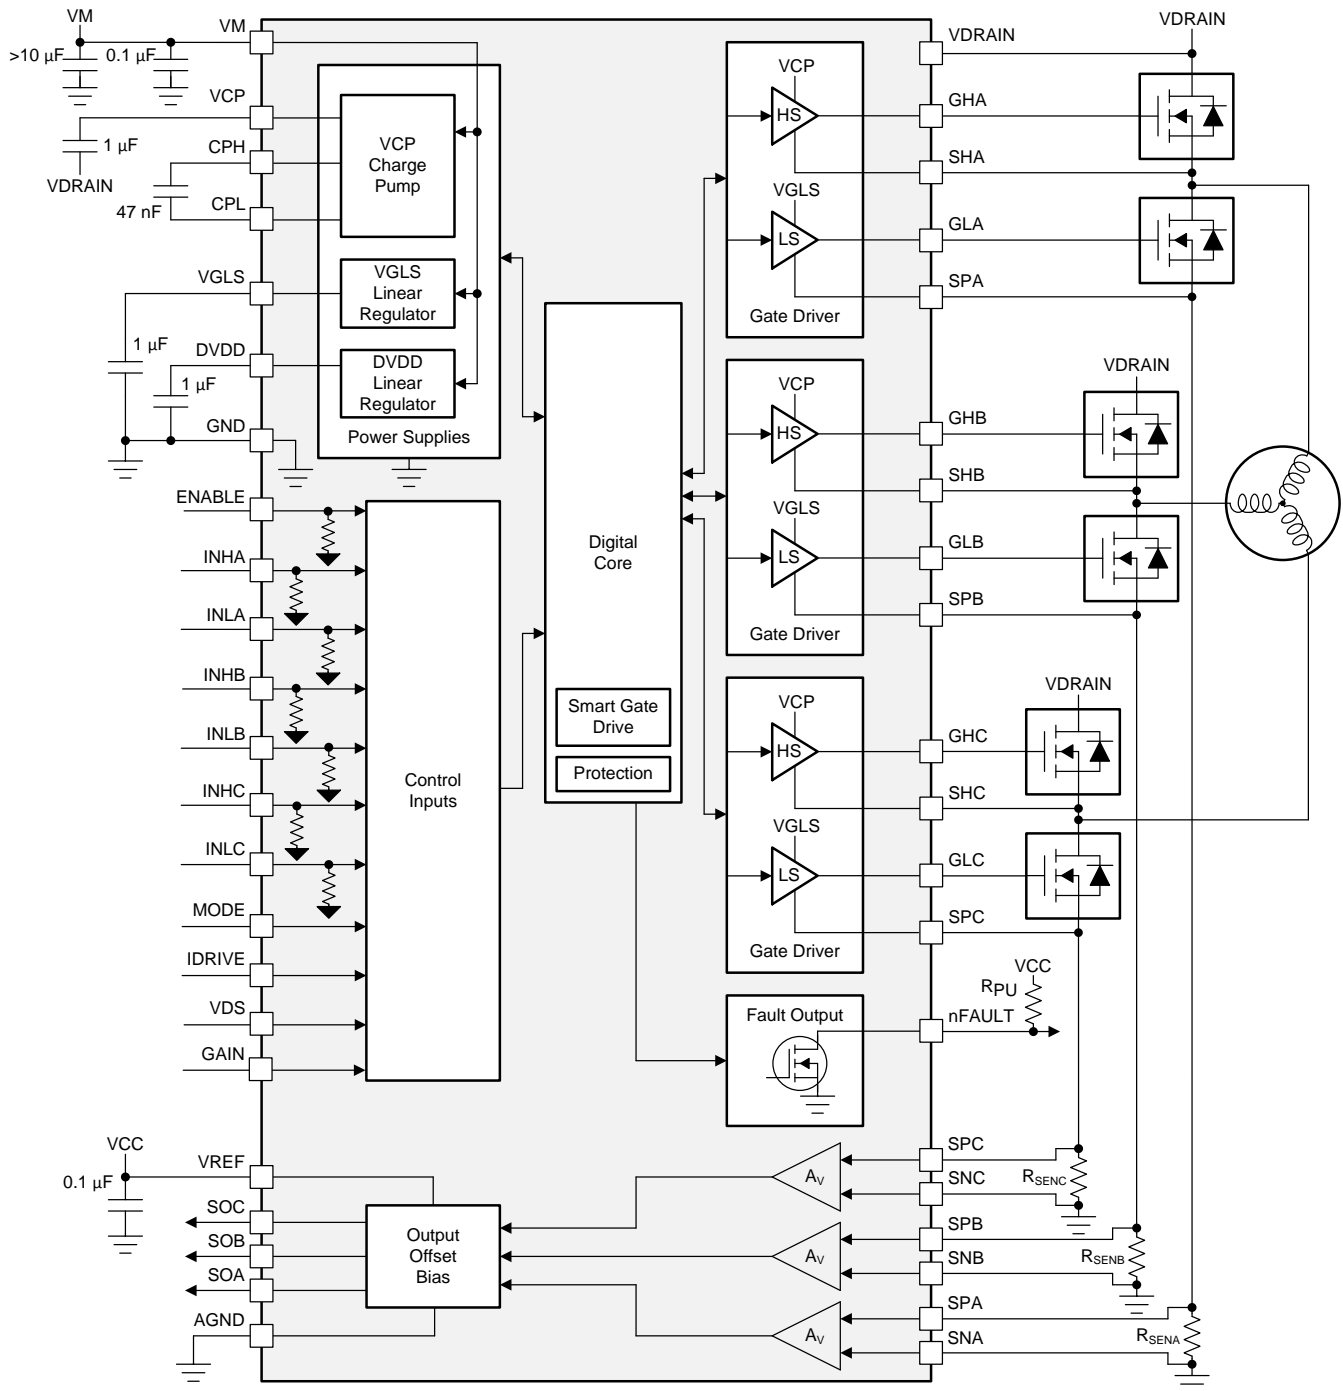 VM
VM
>10 µF
0.1 µF
VCP
1 µF
VDRAIN
CPH
47 nF
CPL
VGLS
1 µF
DVDD
1 µF
GND
VCP
Charge
Pump
VGLS
Linear
Regulator
DVDD
Linear
Regulator
Power Supplies
ENABLE
INHA
INLA
INHB
INLB
INHC
INLC
MODE
IDRIVE
VDS
GAIN
Control
Inputs
Digital
Core
Smart Gate
Drive
Protection
VCP
HS
VGLS
LS
Gate Driver
VCP
HS
VGLS
LS
Gate Driver
VCP
HS
VGLS
LS
Gate Driver
Fault Output
VDRAIN
VDRAIN
GHA
SHA
GLA
SPA
VDRAIN
GHB
SHB
GLB
SPB
VDRAIN
GHC
SHC
GLC
SPC
VCC
RPU
nFAULT
VCC
0.1 µF
VREF
SOC
SOB
SOA
AGND
Output
Offset
Bias
AV
AV
AV
SPC
SNC
RSENC
SPB
SNB
RSENB
SPA
SNA
RSENA